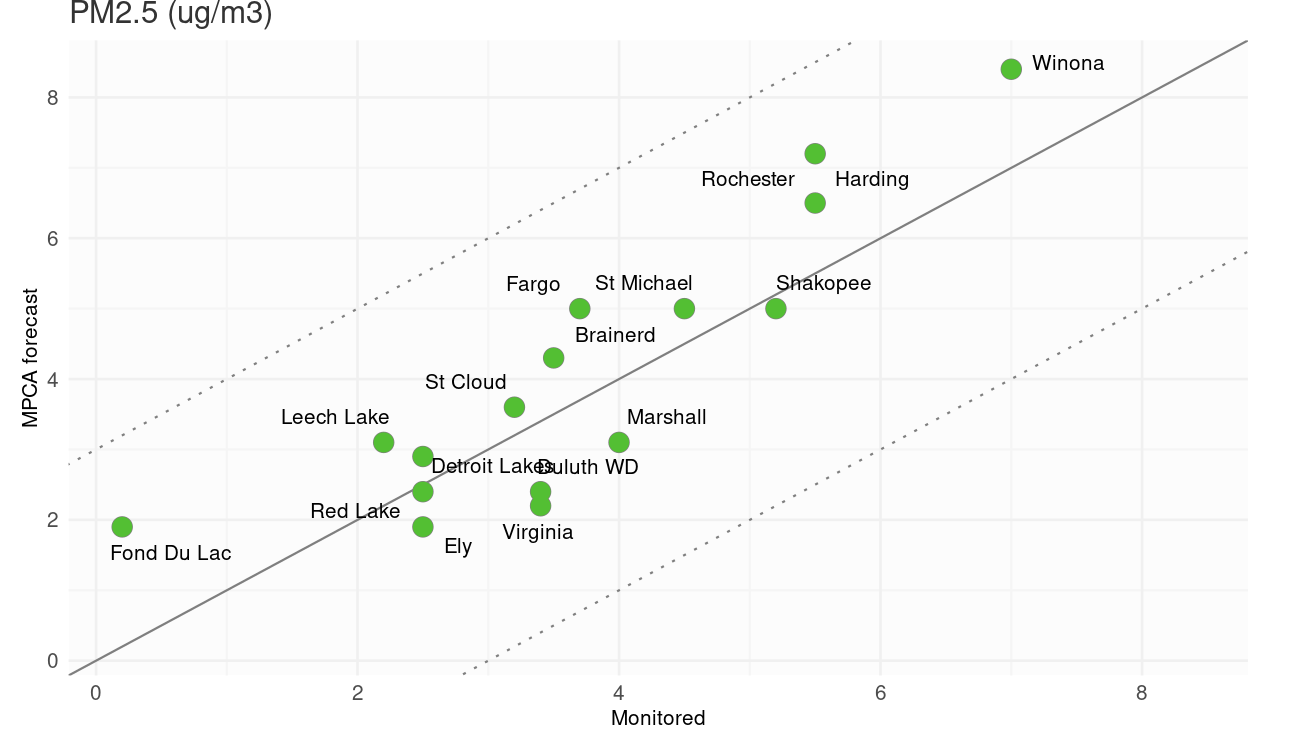 PM2.5 (ug/m3)
Winona
8
Rochester
Harding
6
Fargo
St Michael
Shakopee
Brainerd
MPCA forecast
4
St Cloud
Leech Lake
Marshall
Detroit Lakes
Duluth WD
Red Lake
2
Virginia
Ely
Fond Du Lac
0
0 2 4 6 8
Monitored